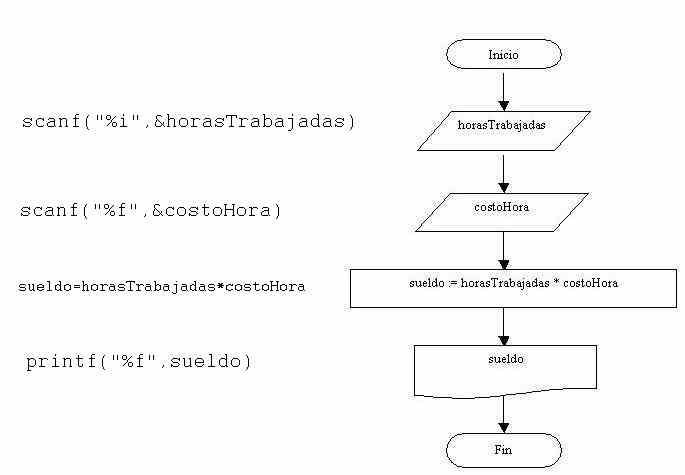 Inicio
scanf("%i",&horasTrabajadas)
horasTrabajadas
scanf("%f",&costoHora)
costoHora
sueldo=horasTrabajadas*costoHora
sueldo := horasTrabajadas * costoHora
printf("%f",sueldo)
sueldo
Fin